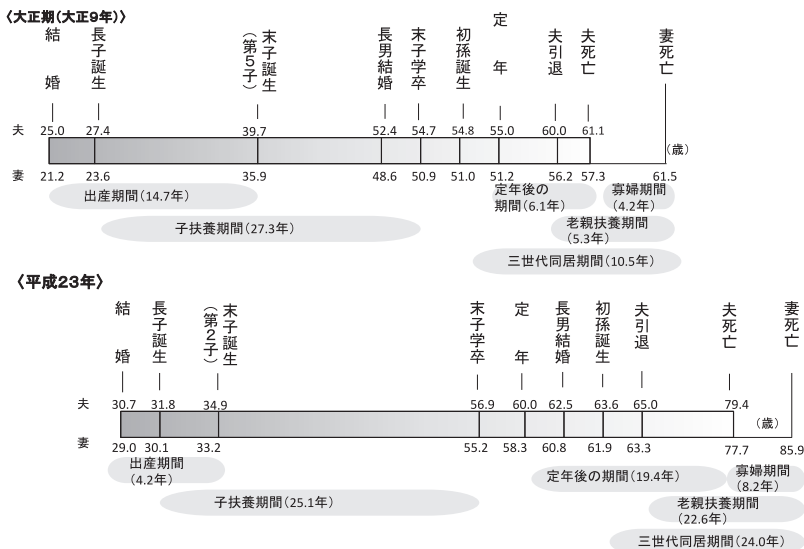 〈大正期(大正9年)〉
結婚
長子誕生
末子誕生
(第5子)
長男結婚
末子学卒
初孫誕生
定年
夫引退
夫死亡
妻死亡
夫 25.0 27.4 39.7 52.4 54.7 54.8 55.0 60.0 61.1
(歳)
妻 21.2 23.6 35.9 48.6 50.9 51.0 51.2 56.2 57.3 61.5
出産期間(14.7年)
定年後の
期間(6.1年)
寡婦期間
(4.2年)
子扶養期間(27.3年)
老親扶養期間
(5.3年)
三世代同居期間(10.5年)
〈平成23年〉
結婚
長子誕生
末子誕生
(第2子)
末子学卒
定年
長男結婚
初孫誕生
夫引退
夫死亡
妻死亡
夫 30.7 31.8 34.9 56.9 60.0 62.5 63.6 65.0 79.4
(歳)
妻 29.0 30.1 33.2 55.2 58.3 60.8 61.9 63.3 77.7 85.9
出産期間
(4.2年)
定年後の期間(19.4年)
寡婦期間
(8.2年)
子扶養期間(25.1年)
老親扶養期間
(22.6年)
三世代同居期間(24.0年)